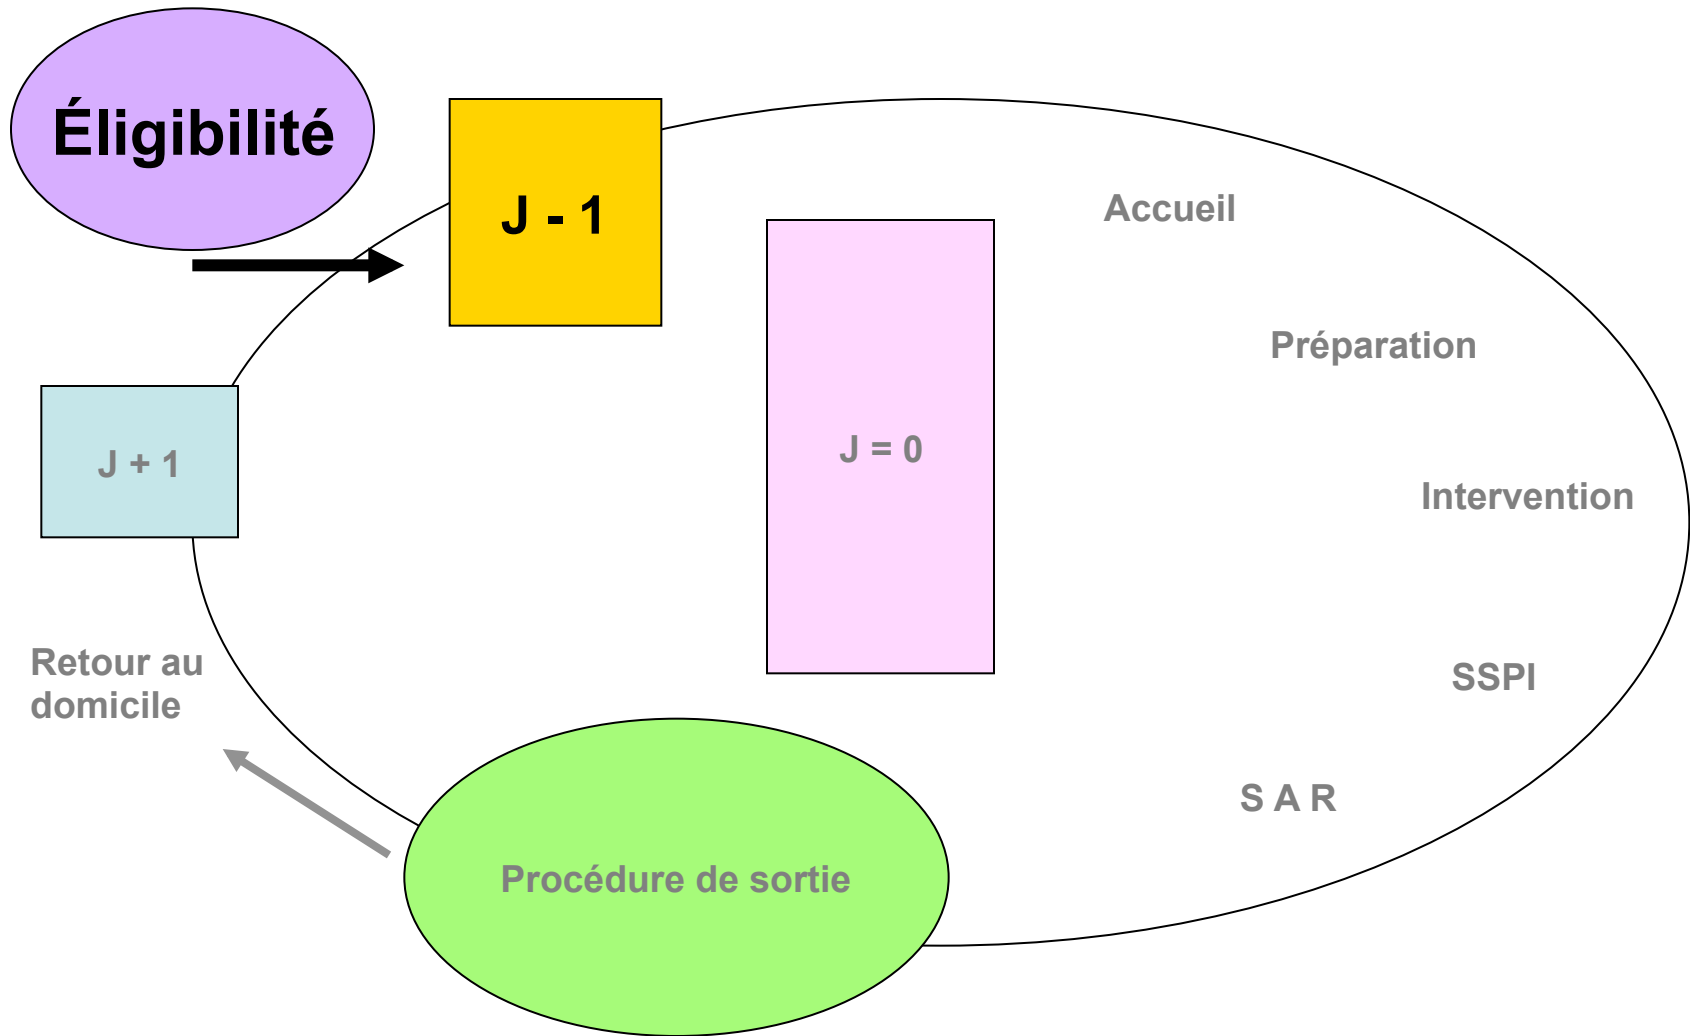 Éligibilité
J - 1
Accueil
Préparation
J = 0
J + 1
Intervention
Retour au
domicile
SSPI
S A R
Procédure de sortie